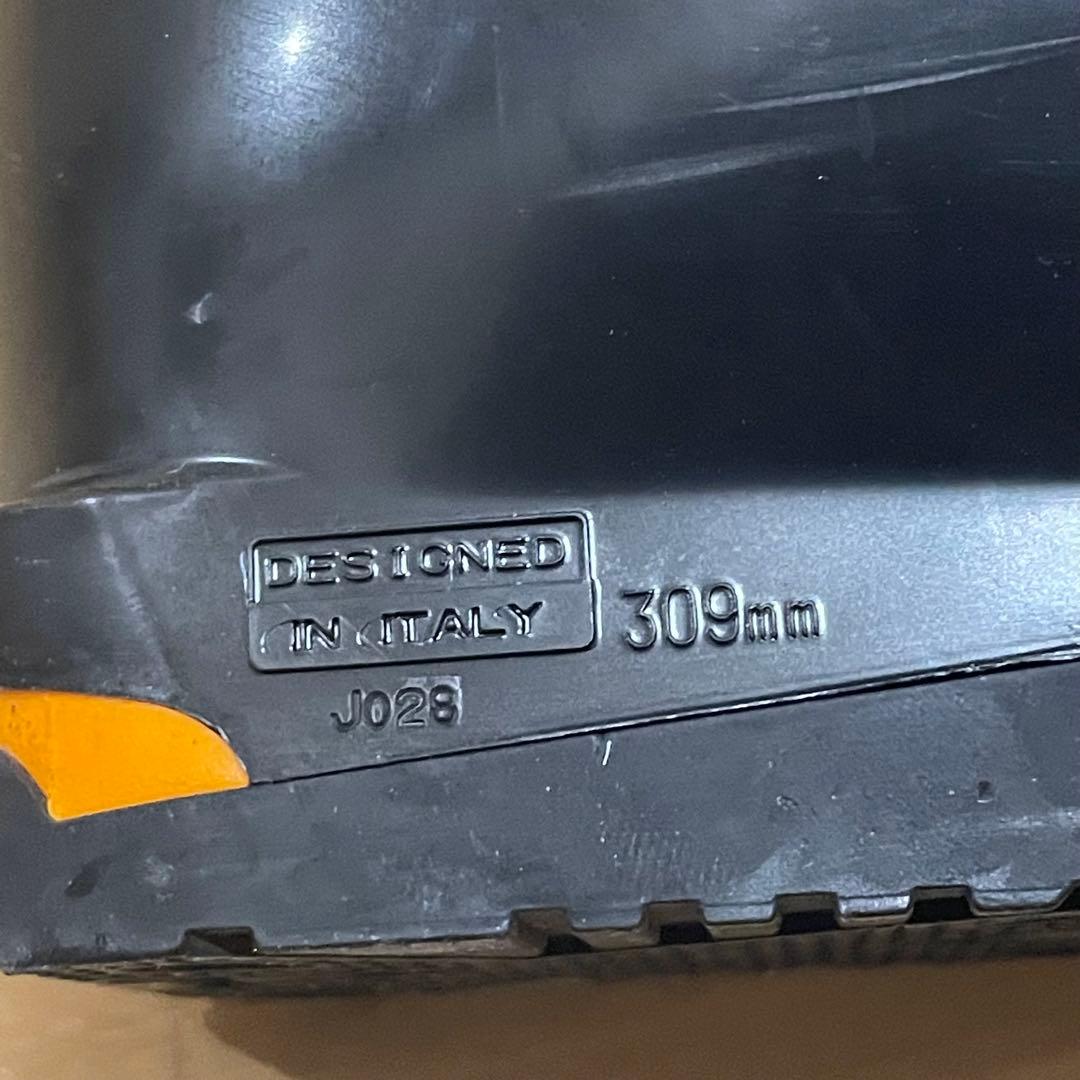 DESIGNED
IN ITALY
309mm
J028